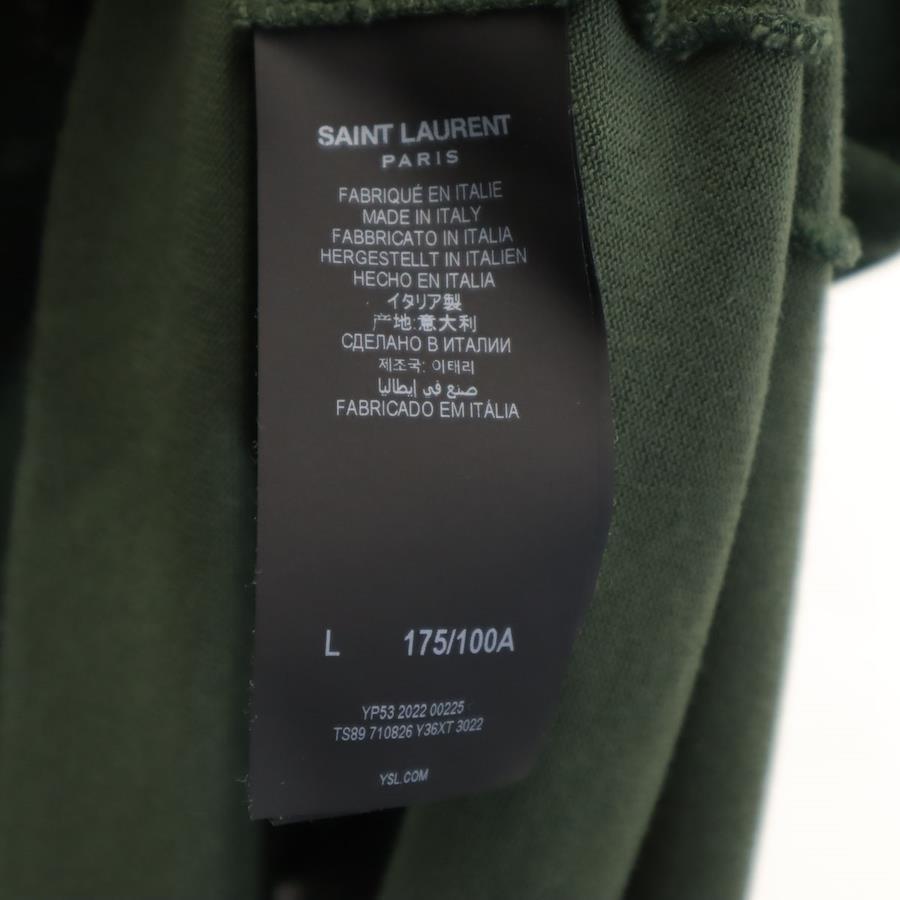 SAINT LAURENT
PARIS
FABRIQUÉ EN ITALIE
MADE IN ITALY
FABBRICATO IN ITALIA
HERGESTELLT IN ITALIEN
HECHO EN ITALIA
イタリア製
产地:意大利
СДЕЛАНО В ИТАЛИИ
제조국: 이태리
صنع في إيطاليا
FABRICADO EM ITÁLIA
L 175/100A
YP53 2022 00225
TS89 710826 Y36XT 3022
YSL.COM